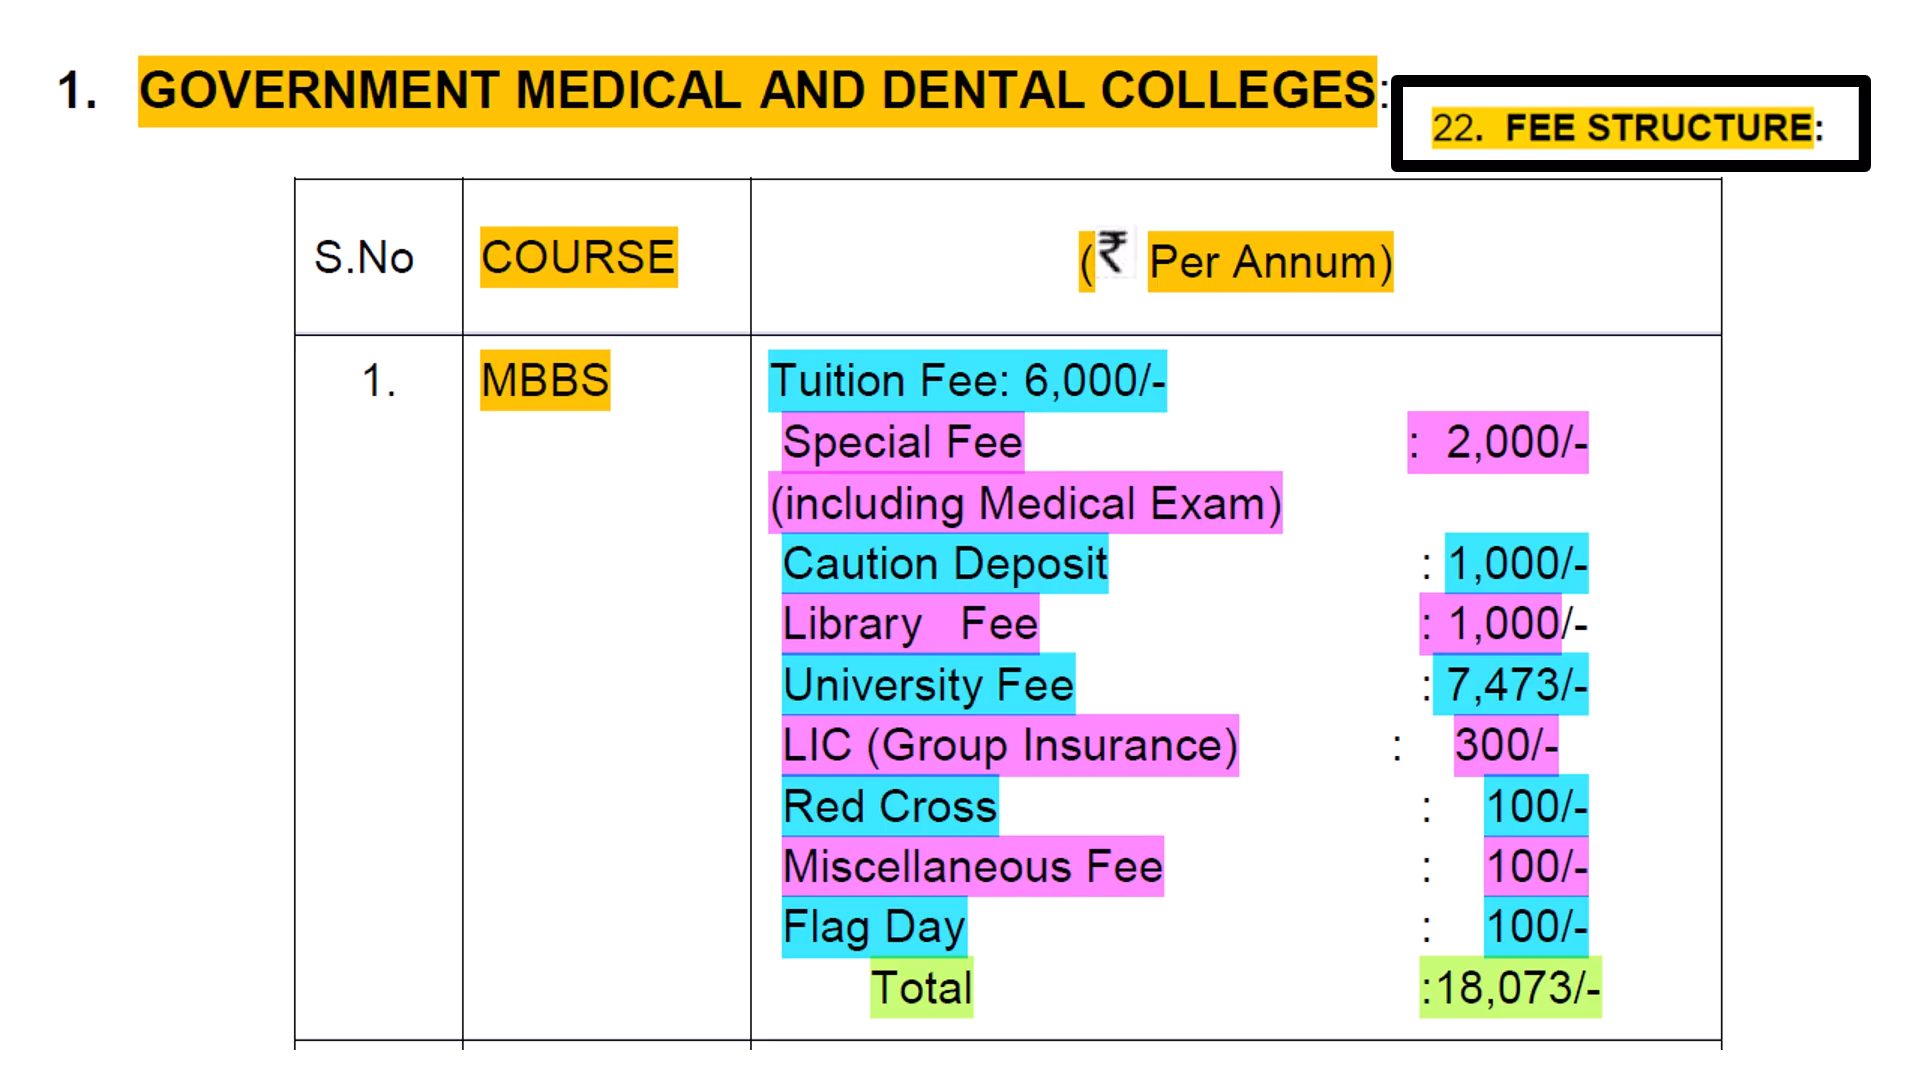 1. GOVERNMENT MEDICAL AND DENTAL COLLEGES:
22. FEE STRUCTURE:
S.No COURSE (₹ Per Annum)
1. MBBS Tuition Fee: 6,000/-
Special Fee : 2,000/-
(including Medical Exam)
Caution Deposit : 1,000/-
Library Fee : 1,000/-
University Fee : 7,473/-
LIC (Group Insurance) : 300/-
Red Cross : 100/-
Miscellaneous Fee : 100/-
Flag Day : 100/-
Total :18,073/-